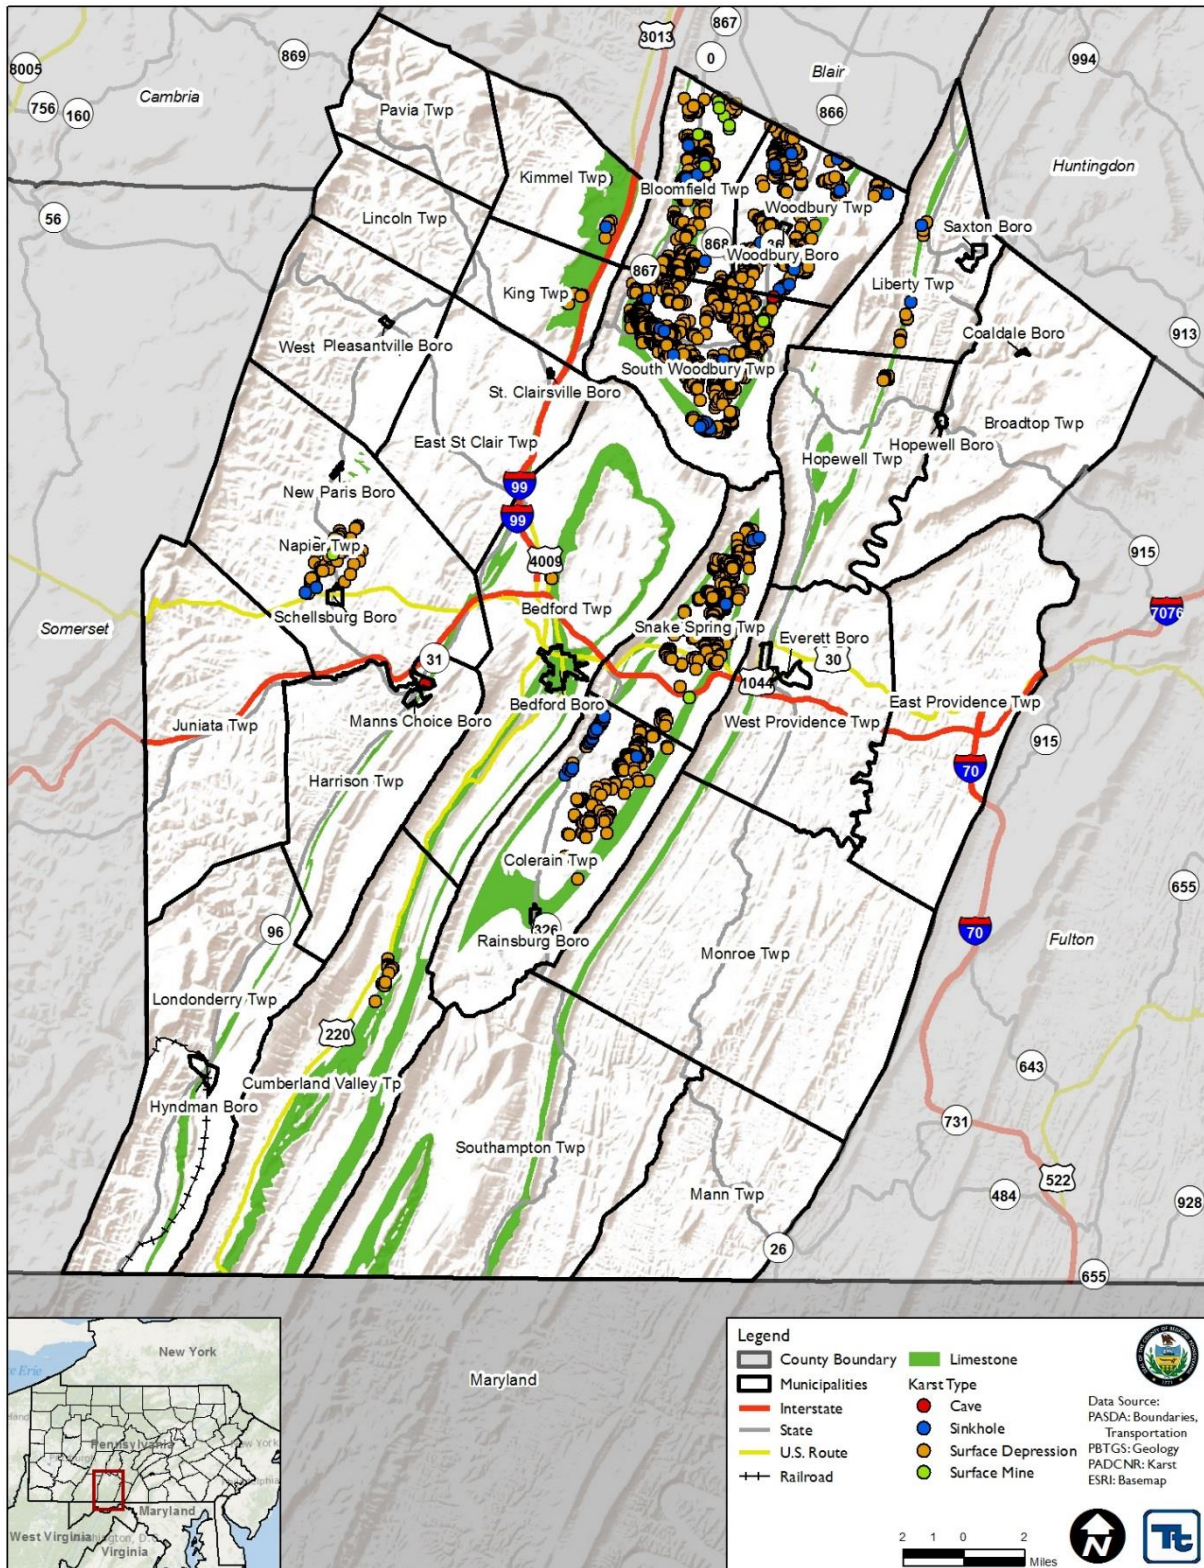 867
3013
0
869
Blair
994
8005
Cambria
756
160
866
Pavia Twp
Huntingdon
Kimmel Twp
Bloomfield Twp
56
Lincoln Twp
Woodbury Twp
Saxton Boro
868
36
Woodbury Boro
867
King Twp
Liberty Twp
West
Pleasantville Boro
Coaldale Boro
913
South Woodbury Twp
St. Clairsville Boro
Broadtop Twp
East St Clair Twp
Hopewell Boro
Hopewell Twp
99
New Paris Boro
99
Napier Twp
4009
915
7076
Schellsburg Boro
Bedford Twp
Somerset
Snake Spring Twp
Everett Boro
31
30
1044
Bedford Boro
East Providence Twp
Juniata Twp
Manns Choice Boro
West Providence Twp
915
Harrison Twp
70
Colerain Twp
655
326
96
70
Rainsburg Boro
Fulton
Monroe Twp
Londonderry Twp
220
643
Cumberland Valley Tp
Hyndman Boro
731
Southampton Twp
522
Mann Twp
484
928
26
655
Maryland
New York
Pennsylvania
Maryland
West Virginia
Virginia
Legend
County Boundary
Municipalities
Interstate
State
U.S. Route
Railroad
Limestone
Karst Type
Cave
Sinkhole
Surface Depression
Surface Mine
Data Source:
PASDA: Boundaries,
Transportation
PBTGS: Geology
PADCNR: Karst
ESRI: Basemap
2 1 0 2
Miles
N
Tt